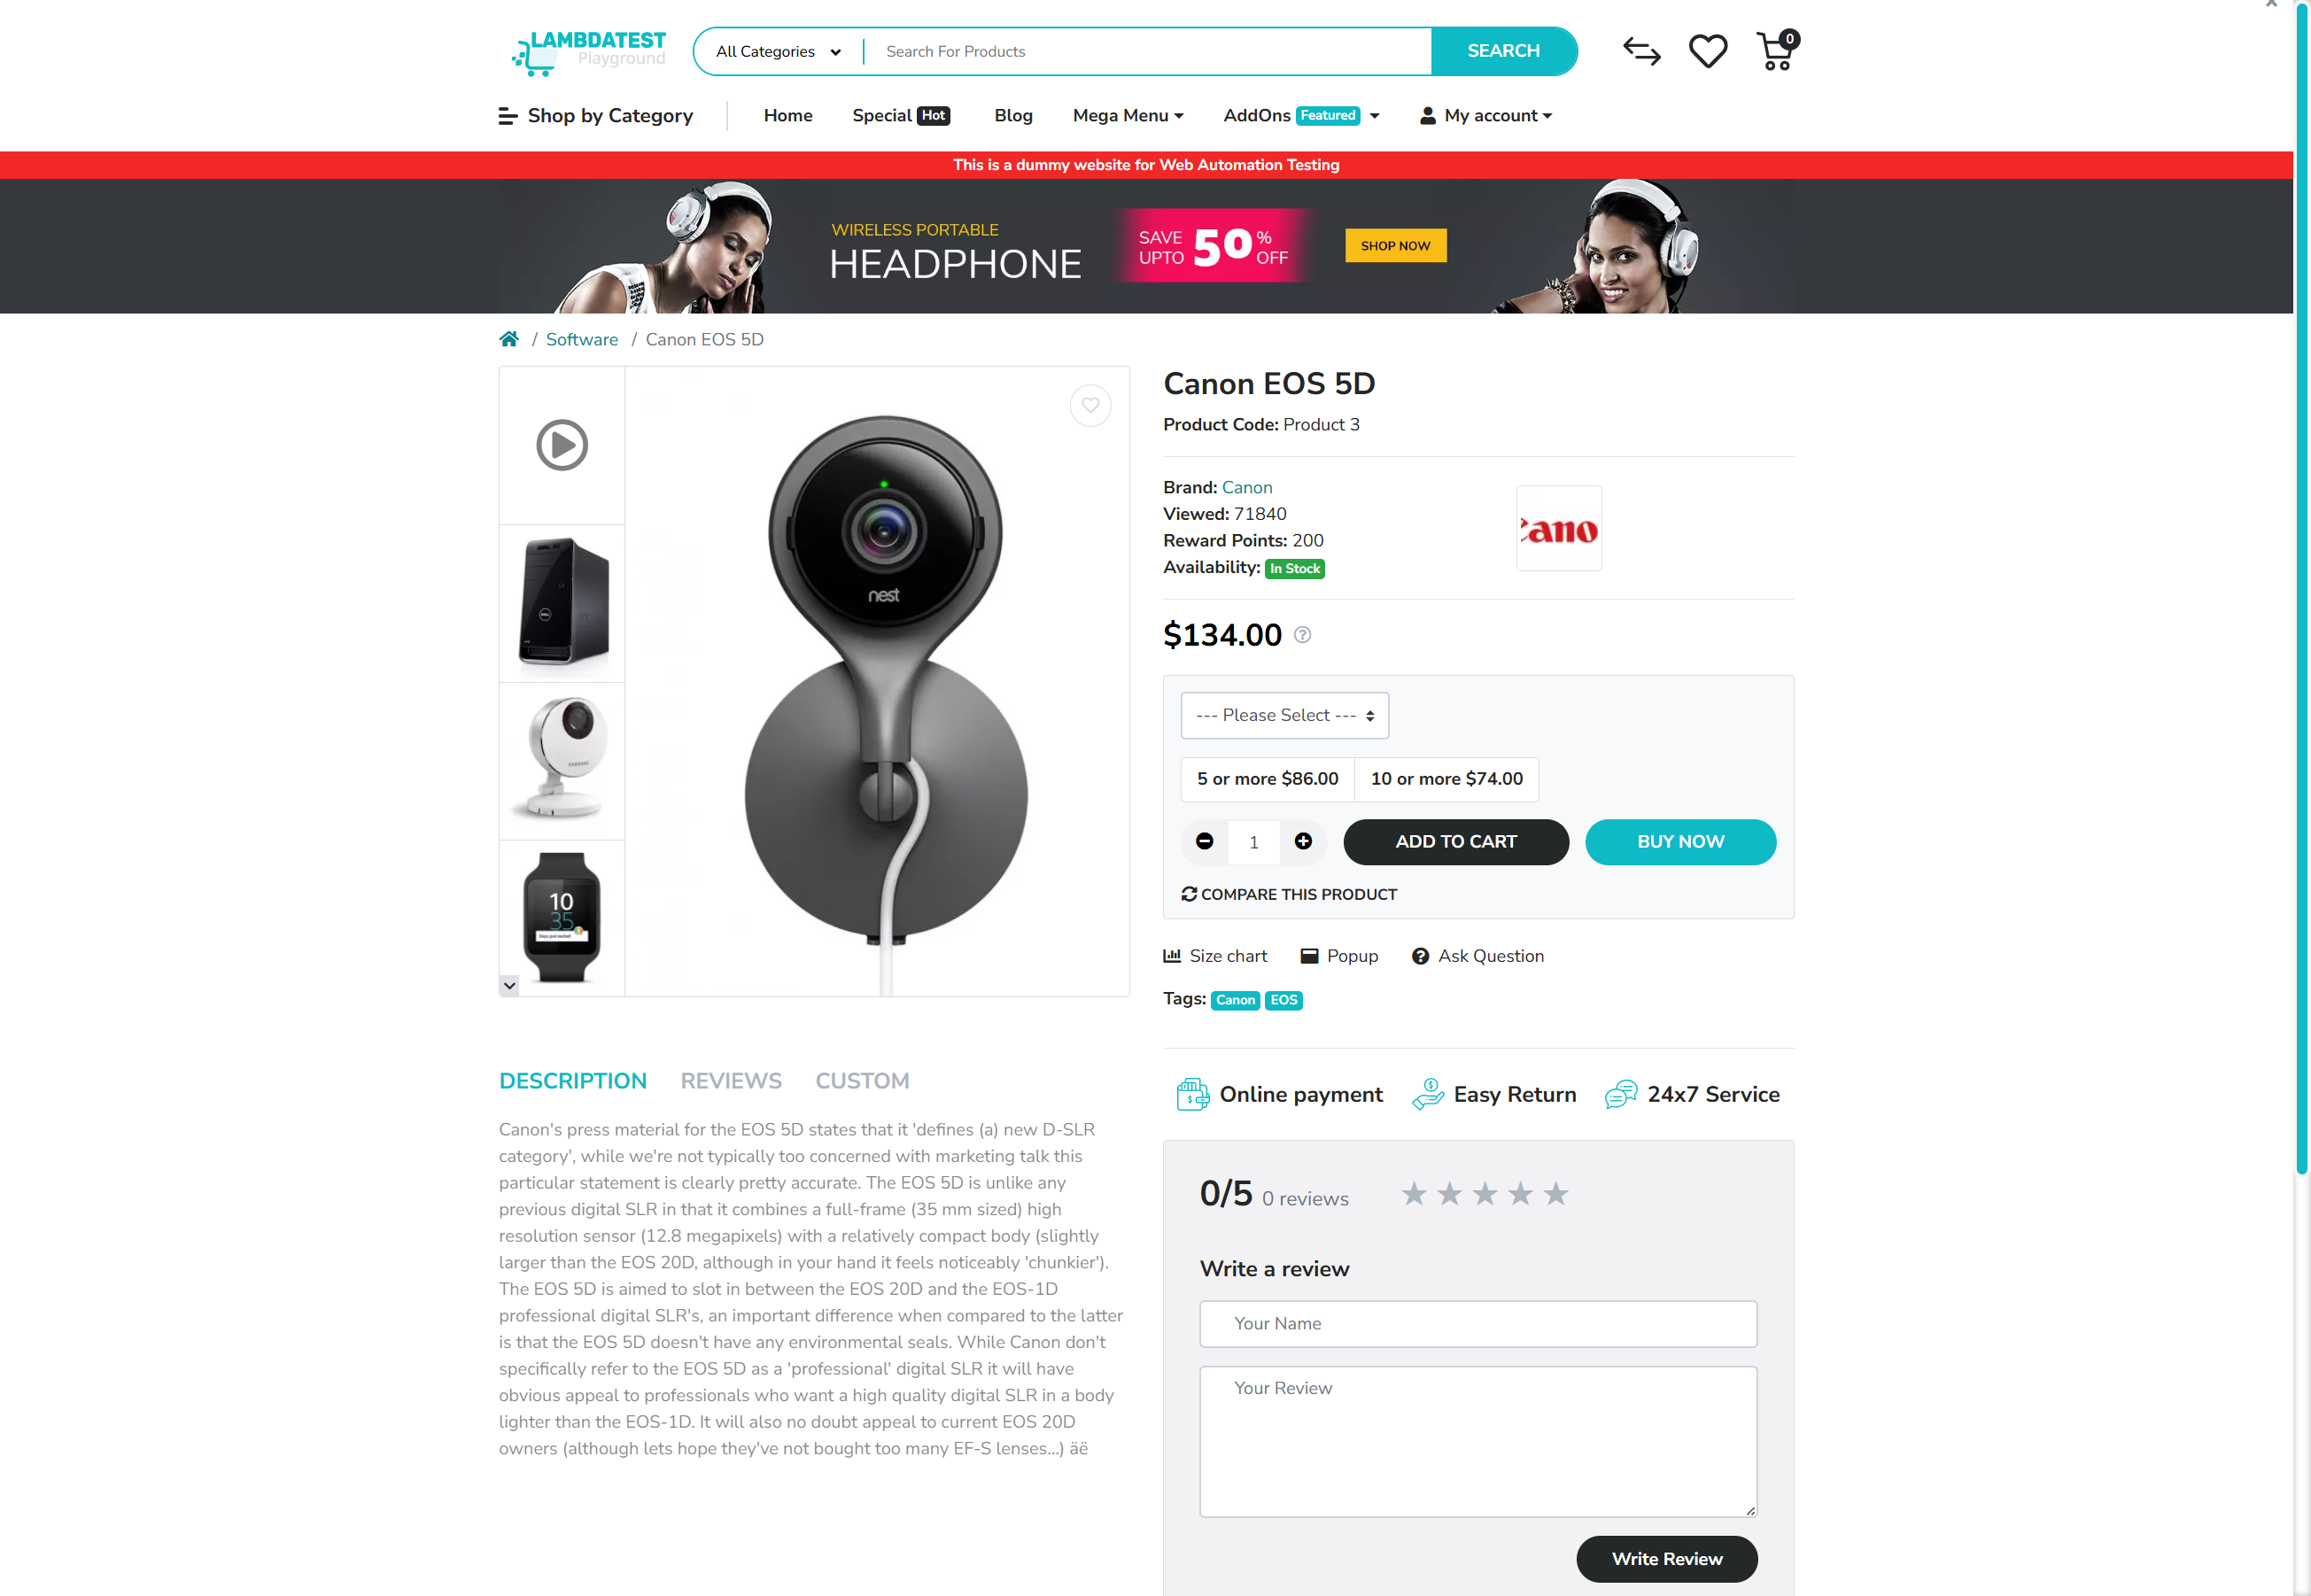 LAMBDATEST
Playground
All Categories
Search For Products
SEARCH
0
Shop by Category
Home
Special Hot
Blog
Mega Menu
AddOns Featured
My account
This is a dummy website for Web Automation Testing
WIRELESS PORTABLE
HEADPHONE
SAVE UPTO 50 % OFF
SHOP NOW
/ Software / Canon EOS 5D
nest
DELL
SAMSUNG
10
35
Canon EOS 5D
Product Code: Product 3
Brand: Canon
Viewed: 71840
Reward Points: 200
Availability: In Stock
Cano
$134.00
--- Please Select ---
5 or more $86.00
10 or more $74.00
1
ADD TO CART
BUY NOW
COMPARE THIS PRODUCT
Size chart
Popup
Ask Question
Tags: Canon EOS
DESCRIPTION
REVIEWS
CUSTOM
Canon's press material for the EOS 5D states that it 'defines (a) new D-SLR
category', while we're not typically too concerned with marketing talk this
particular statement is clearly pretty accurate. The EOS 5D is unlike any
previous digital SLR in that it combines a full-frame (35 mm sized) high
resolution sensor (12.8 megapixels) with a relatively compact body (slightly
larger than the EOS 20D, although in your hand it feels noticeably 'chunkier').
The EOS 5D is aimed to slot in between the EOS 20D and the EOS-1D
professional digital SLR's, an important difference when compared to the latter
is that the EOS 5D doesn't have any environmental seals. While Canon don't
specifically refer to the EOS 5D as a 'professional' digital SLR it will have
obvious appeal to professionals who want a high quality digital SLR in a body
lighter than the EOS-1D. It will also no doubt appeal to current EOS 20D
owners (although lets hope they've not bought too many EF-S lenses...) äë
Online payment
Easy Return
24x7 Service
0/5 0 reviews
Write a review
Your Name
Your Review
Write Review